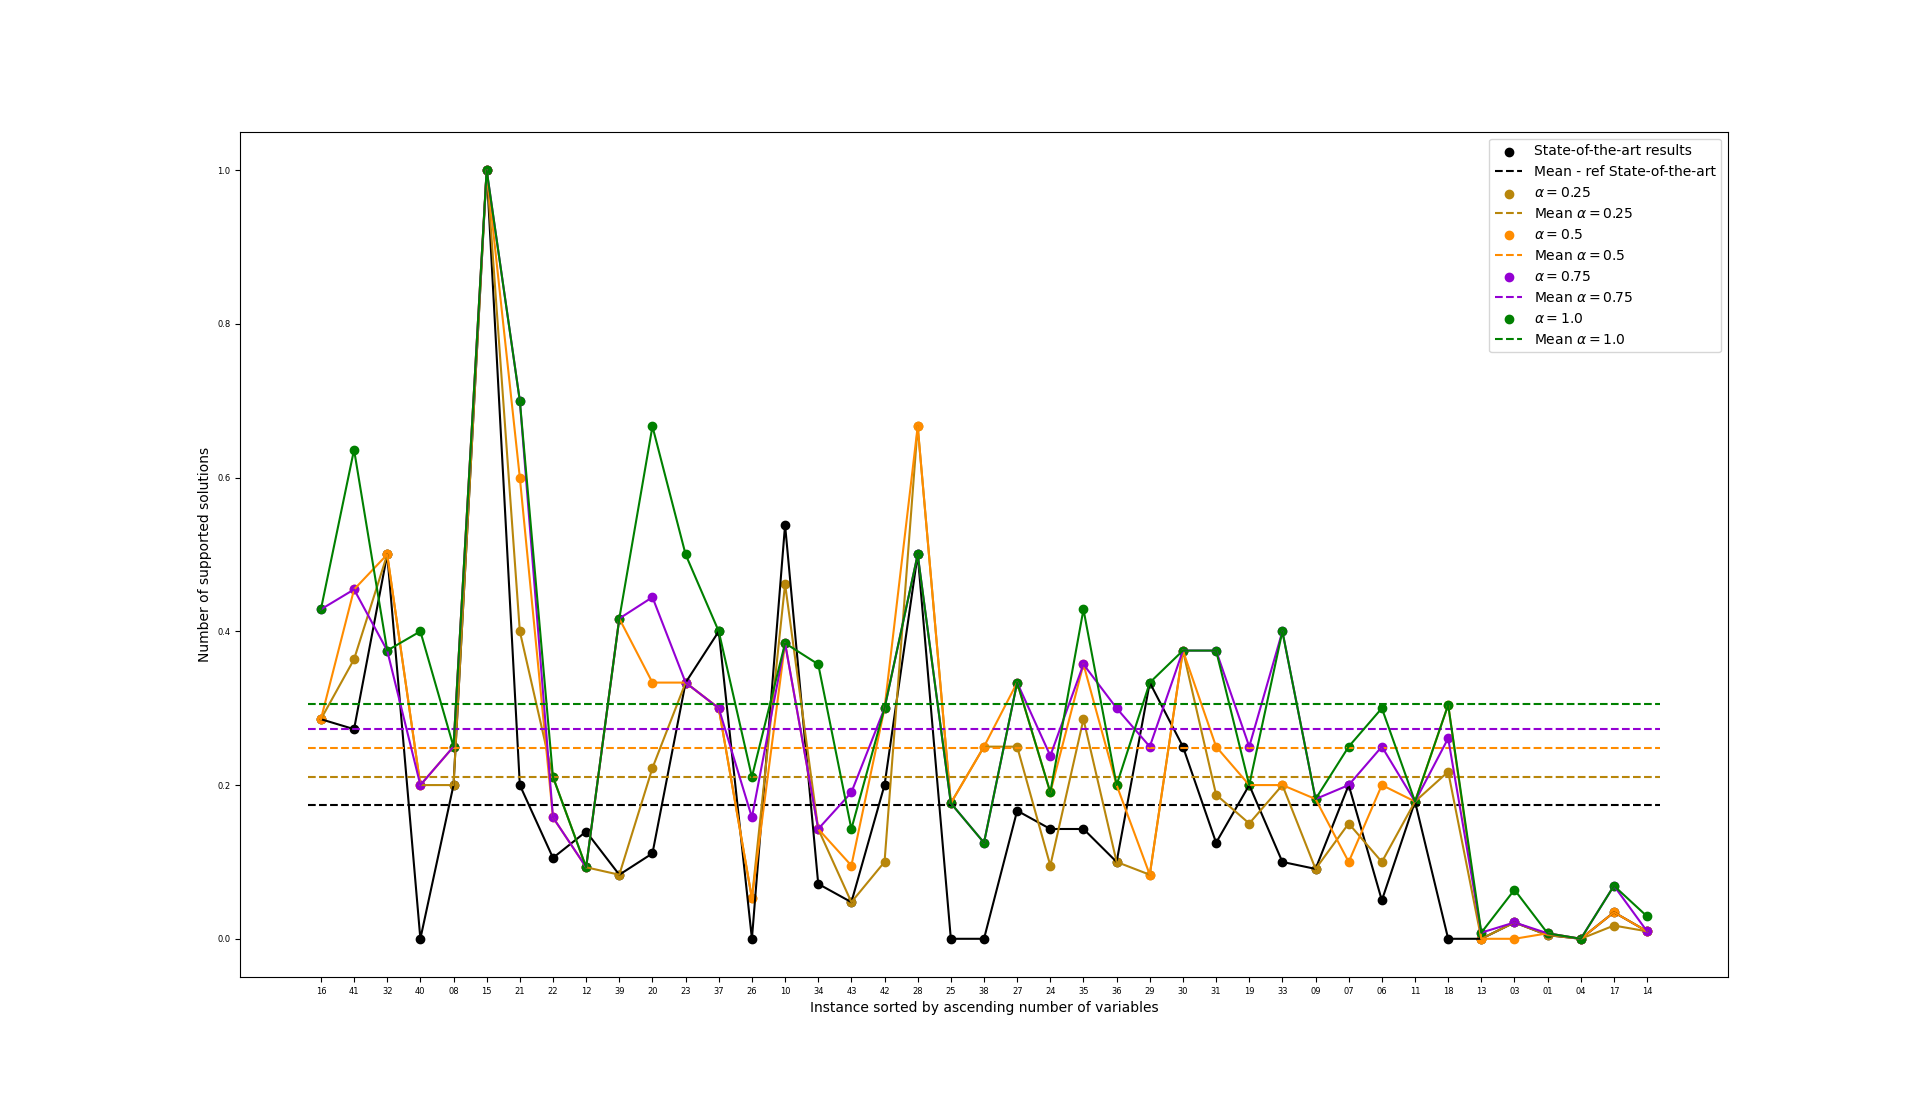 State-of-the-art results
Mean - ref State-of-the-art
α = 0.25
Mean α = 0.25
α = 0.5
Mean α = 0.5
α = 0.75
Mean α = 0.75
α = 1.0
Mean α = 1.0
1.0
0.8
0.6
0.4
0.2
0.0
Number of supported solutions
16 41 32 40 08 15 21 22 12 39 20 23 37 26 10 34 43 42 28 25 38 27 24 35 36 29 30 31 19 33 09 07 06 11 18 13 03 01 04 17 14
Instance sorted by ascending number of variables